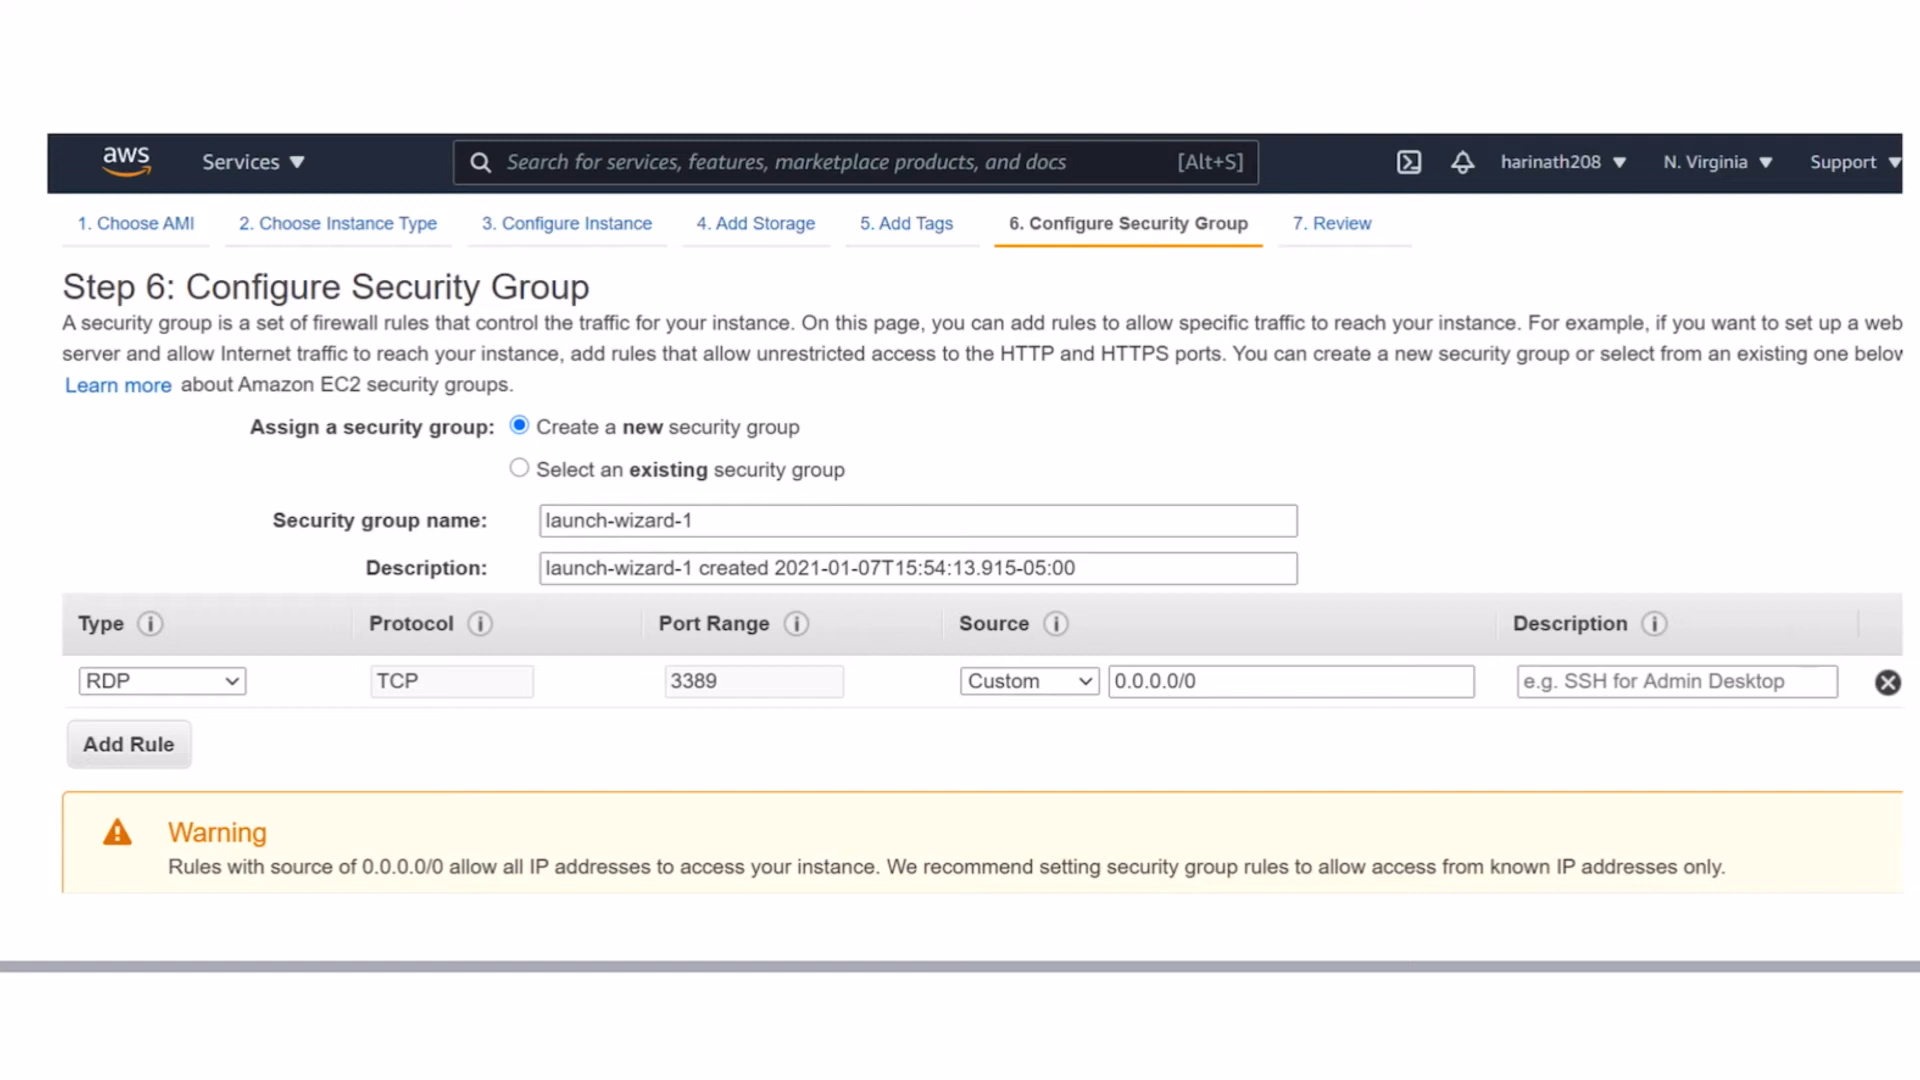 aws Services Search for services, features, marketplace products, and docs [Alt+S] harinath208 N. Virginia Support
1. Choose AMI 2. Choose Instance Type 3. Configure Instance 4. Add Storage 5. Add Tags 6. Configure Security Group 7. Review
Step 6: Configure Security Group
A security group is a set of firewall rules that control the traffic for your instance. On this page, you can add rules to allow specific traffic to reach your instance. For example, if you want to set up a web
server and allow Internet traffic to reach your instance, add rules that allow unrestricted access to the HTTP and HTTPS ports. You can create a new security group or select from an existing one below
Learn more about Amazon EC2 security groups.
Assign a security group: Create a new security group
Select an existing security group
Security group name: launch-wizard-1
Description: launch-wizard-1 created 2021-01-07T15:54:13.915-05:00
Type Protocol Port Range Source Description
RDP TCP 3389 Custom 0.0.0.0/0 e.g. SSH for Admin Desktop
Add Rule
Warning
Rules with source of 0.0.0.0/0 allow all IP addresses to access your instance. We recommend setting security group rules to allow access from known IP addresses only.